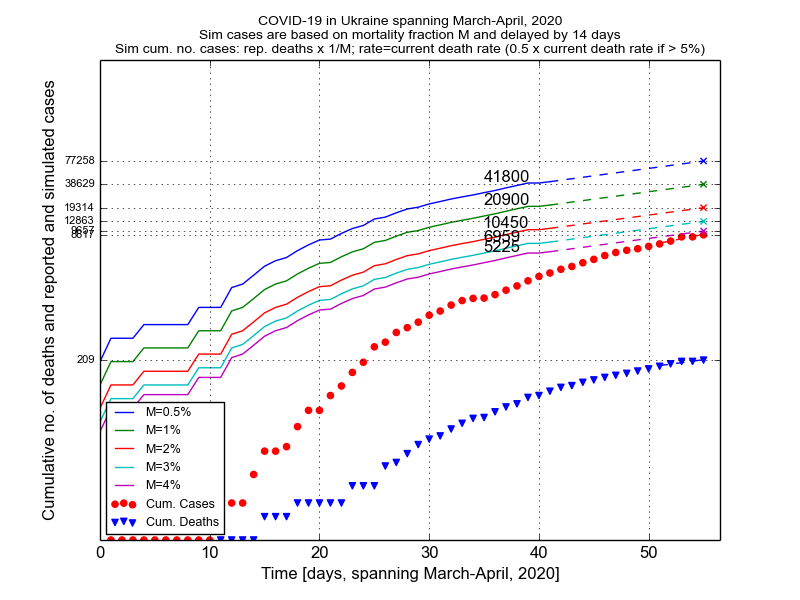 COVID-19 in Ukraine spanning March-April, 2020
Sim cases are based on mortality fraction M and delayed by 14 days
Sim cum. no. cases: rep. deaths x 1/M; rate=current death rate (0.5 x current death rate if > 5%)
Cumulative no. of deaths and reported and simulated cases
77258
38629
19314
12863
9657
209
41800
20900
10450
6959
5225
M=0.5%
M=1%
M=2%
M=3%
M=4%
Cum. Cases
Cum. Deaths
0 10 20 30 40 50
Time [days, spanning March-April, 2020]